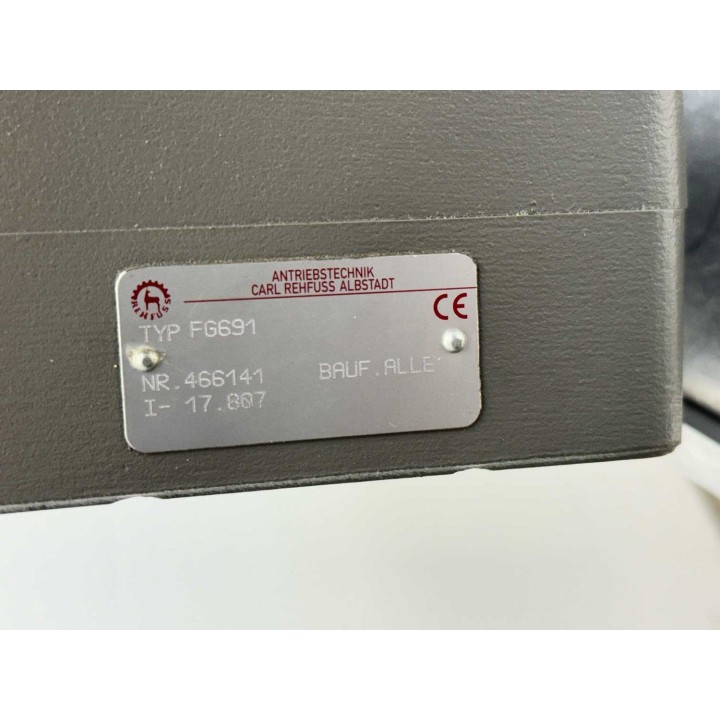 ANTRIEBSTECHNIK
CARL REHFUSS ALBSTADT
REHFUSS
CE
TYP FG691
NR.466141 BAUF.ALLE
I- 17.807